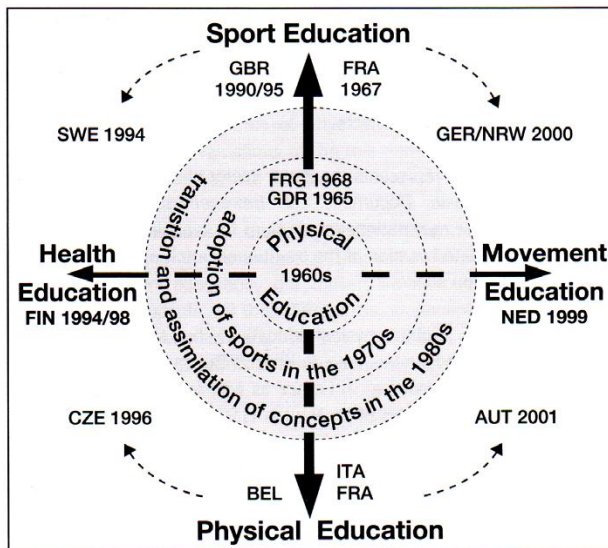 Sport Education
GBR
1990/95
FRA
1967
SWE 1994
GER/NRW 2000
FRG 1968
GDR 1965
Physical
1960s
Education
adoption of sports in the 1970s
transition and assimilation of concepts in the 1980s
Health
Education
FIN 1994/98
Movement
Education
NED 1999
CZE 1996
AUT 2001
BEL
ITA
FRA
Physical Education